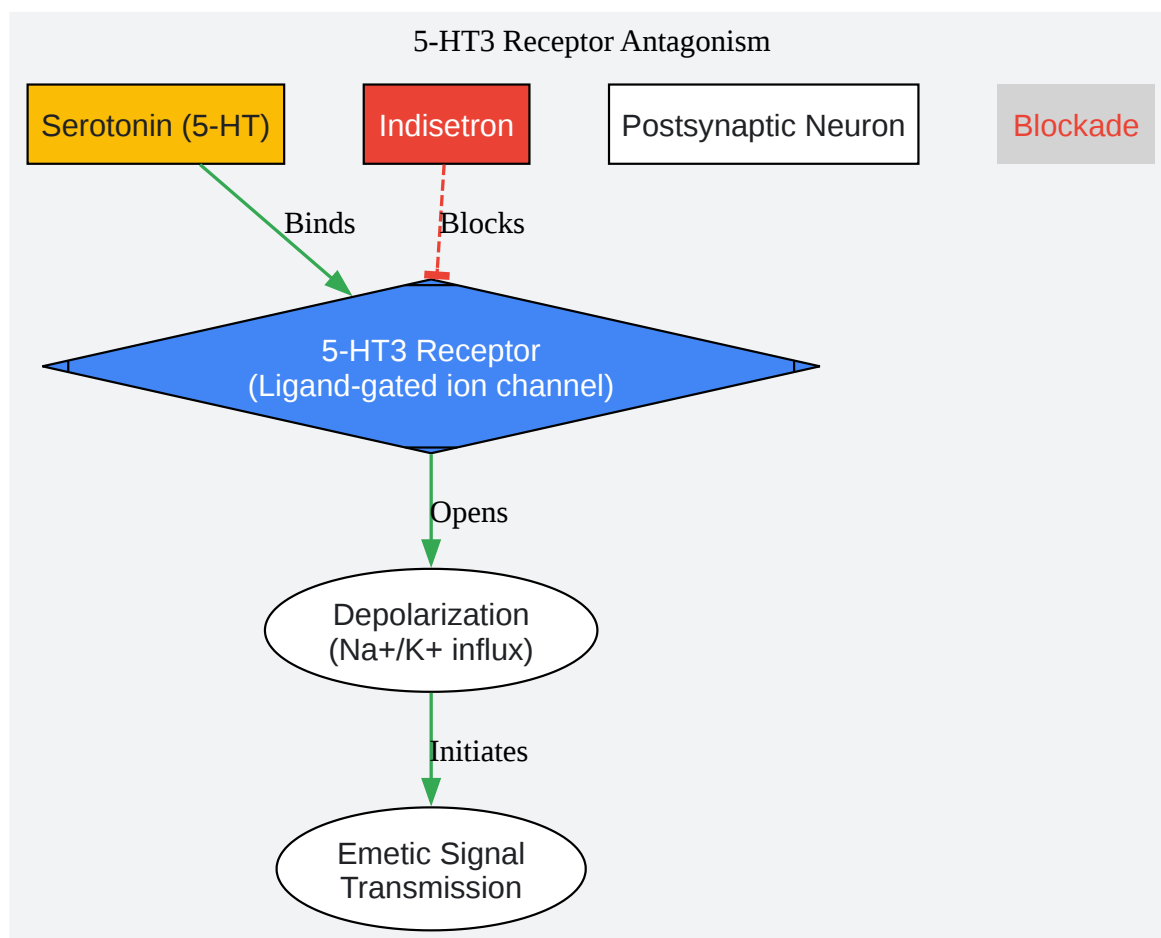 5-HT3 Receptor Antagonism
Serotonin (5-HT)
Indisetron
Postsynaptic Neuron
Blockade
Binds
Blocks
5-HT3 Receptor
(Ligand-gated ion channel)
Opens
Depolarization
(Na+/K+ influx)
Initiates
Emetic Signal
Transmission